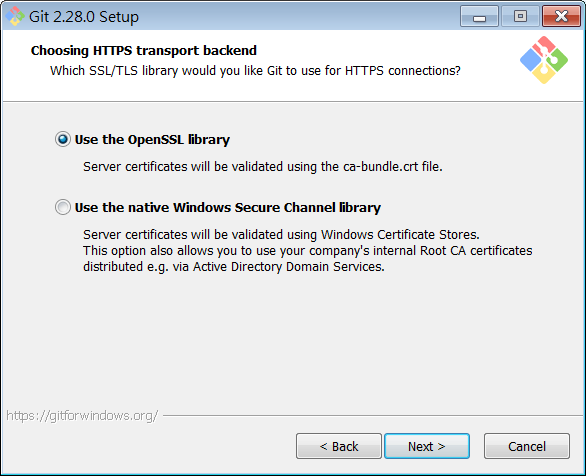 Git 2.28.0 Setup
Choosing HTTPS transport backend
Which SSL/TLS library would you like Git to use for HTTPS connections?
Use the OpenSSL library
Server certificates will be validated using the ca-bundle.crt file.
Use the native Windows Secure Channel library
Server certificates will be validated using Windows Certificate Stores.
This option also allows you to use your company's internal Root CA certificates
distributed e.g. via Active Directory Domain Services.
https://gitforwindows.org/
< Back
Next >
Cancel